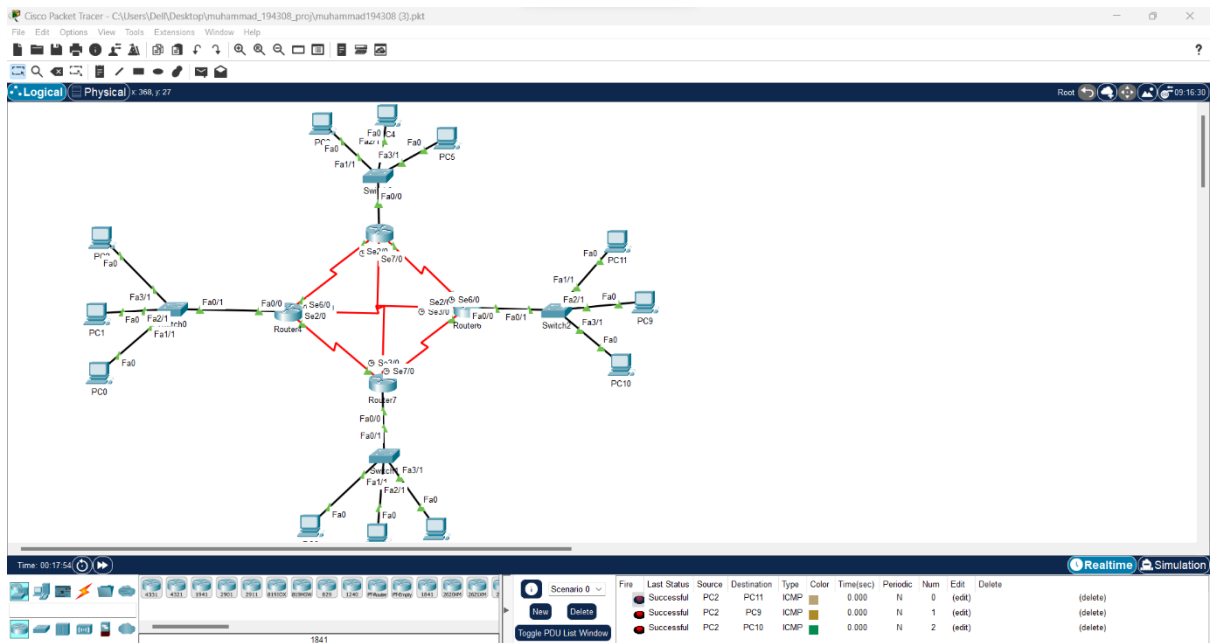 Cisco Packet Tracer - C:\Users\Dell\Desktop\muhammad_194308_proj\muhammad194308 (3).pkt
File Edit Options View Tools Extensions Window Help
?
Logical Physical x: 368, y: 27
Root 09:16:30
Fa0
Fa0
Fa0
PC5
Fa3/1
Fa1/1
Fa0/0
Se7/0
Fa0
Fa3/1
Fa0/1
Fa0/0
Se6/0
Se2/0
Router4
PC1
Fa0
Fa2/1
Fa1/1
Fa0
PC0
Fa0
PC11
Fa1/1
Se6/0
Fa2/1
Fa0
Fa0/0
Fa0/1
Router6
Switch2
Fa3/1
PC9
Fa0
PC10
Se7/0
Router7
Fa0/0
Fa0/1
Fa3/1
Fa2/1
Fa0
Fa0
Fa0
Time: 00:17:54
Realtime Simulation
4331 4321 1941 2901 2911 819IOX 819HGW 829 1240 PT-Router PT-Empty 1841 2620XM 2621XM
1841
Scenario 0
New Delete
Toggle PDU List Window
Fire Last Status Source Destination Type Color Time(sec) Periodic Num Edit Delete
Successful PC2 PC11 ICMP 0.000 N 0 (edit) (delete)
Successful PC2 PC9 ICMP 0.000 N 1 (edit) (delete)
Successful PC2 PC10 ICMP 0.000 N 2 (edit) (delete)